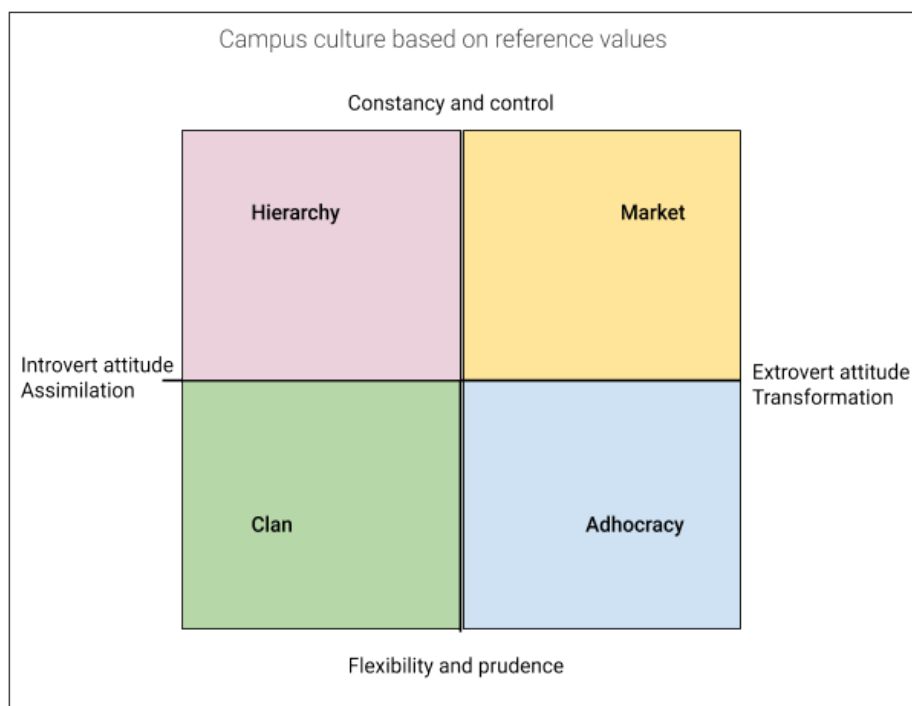 Campus culture based on reference values
Constancy and control
Hierarchy
Market
Introvert attitude
Assimilation
Extrovert attitude
Transformation
Clan
Adhocracy
Flexibility and prudence